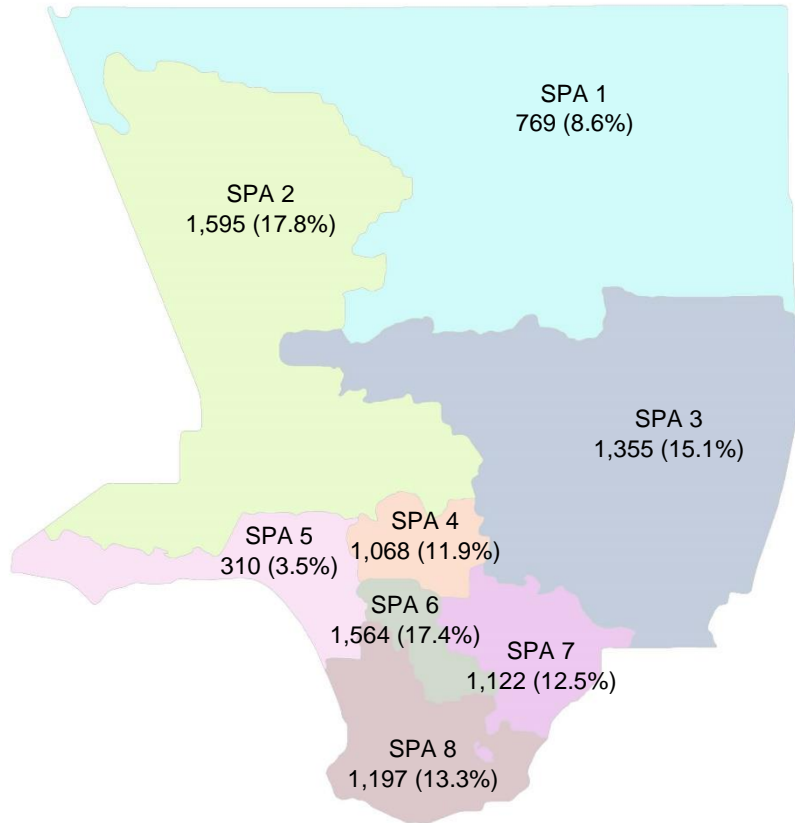 SPA 1
769 (8.6%)
SPA 2
1,595 (17.8%)
SPA 3
1,355 (15.1%)
SPA 4
1,068 (11.9%)
SPA 5
310 (3.5%)
SPA 6
1,564 (17.4%)
SPA 7
1,122 (12.5%)
SPA 8
1,197 (13.3%)